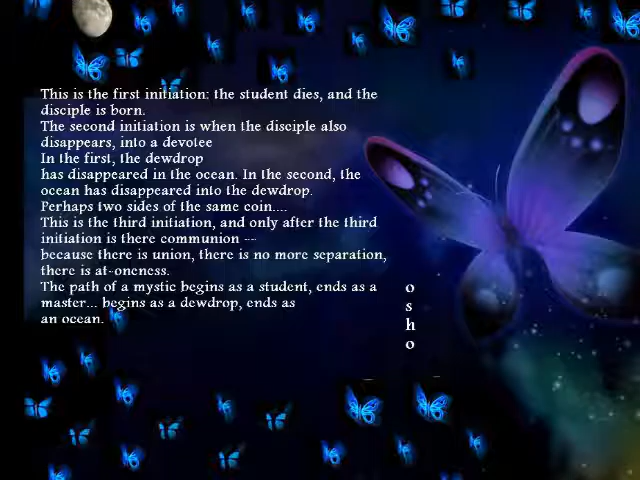 This is the first initiation: the student dies, and the
disciple is born.
The second initiation is when the disciple also
disappears, into a devotee
In the first, the dewdrop
has disappeared in the ocean. In the second, the
ocean has disappeared into the dewdrop.
Perhaps two sides of the same coin....
This is the third initiation, and only after the third
initiation is there communion --
because there is union, there is no more separation,
there is at-oneness.
The path of a mystic begins as a student, ends as a
master... begins as a dewdrop, ends as
an ocean.
o
s
h
o